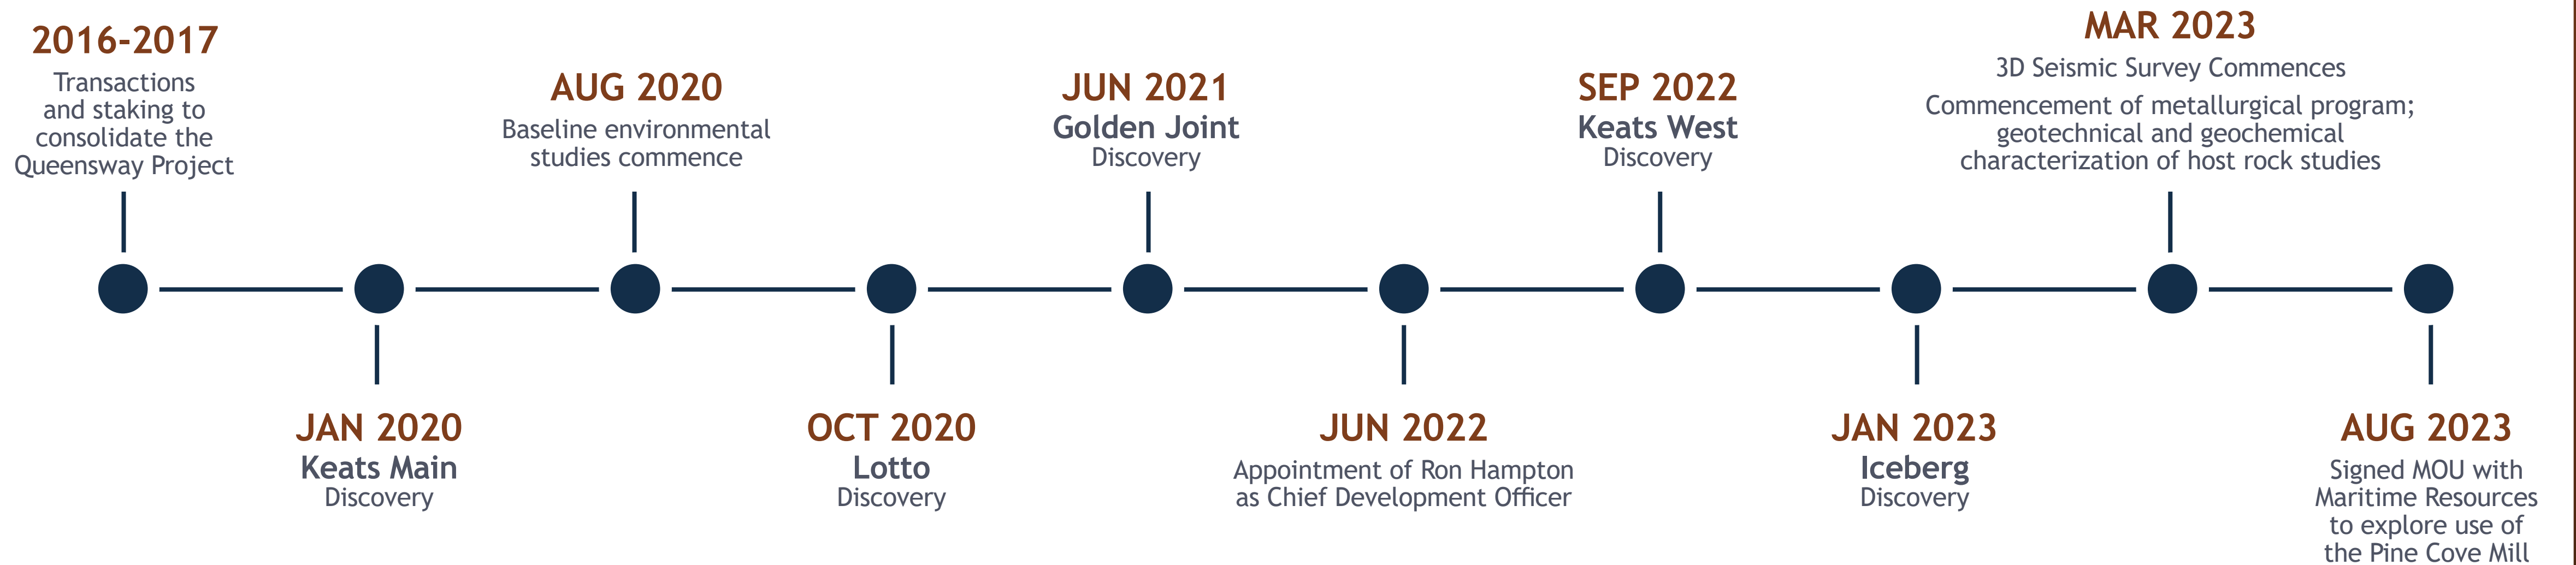 2016-2017
Transactions
and staking to
consolidate the
Queensway Project
JAN 2020
Keats Main
Discovery
AUG 2020
Baseline environmental
studies commence
OCT 2020
Lotto
Discovery
JUN 2021
Golden Joint
Discovery
JUN 2022
Appointment of Ron Hampton
as Chief Development Officer
SEP 2022
Keats West
Discovery
JAN 2023
Iceberg
Discovery
MAR 2023
3D Seismic Survey Commences
Commencement of metallurgical program;
geotechnical and geochemical
characterization of host rock studies
AUG 2023
Signed MOU with
Maritime Resources
to explore use of
the Pine Cove Mill